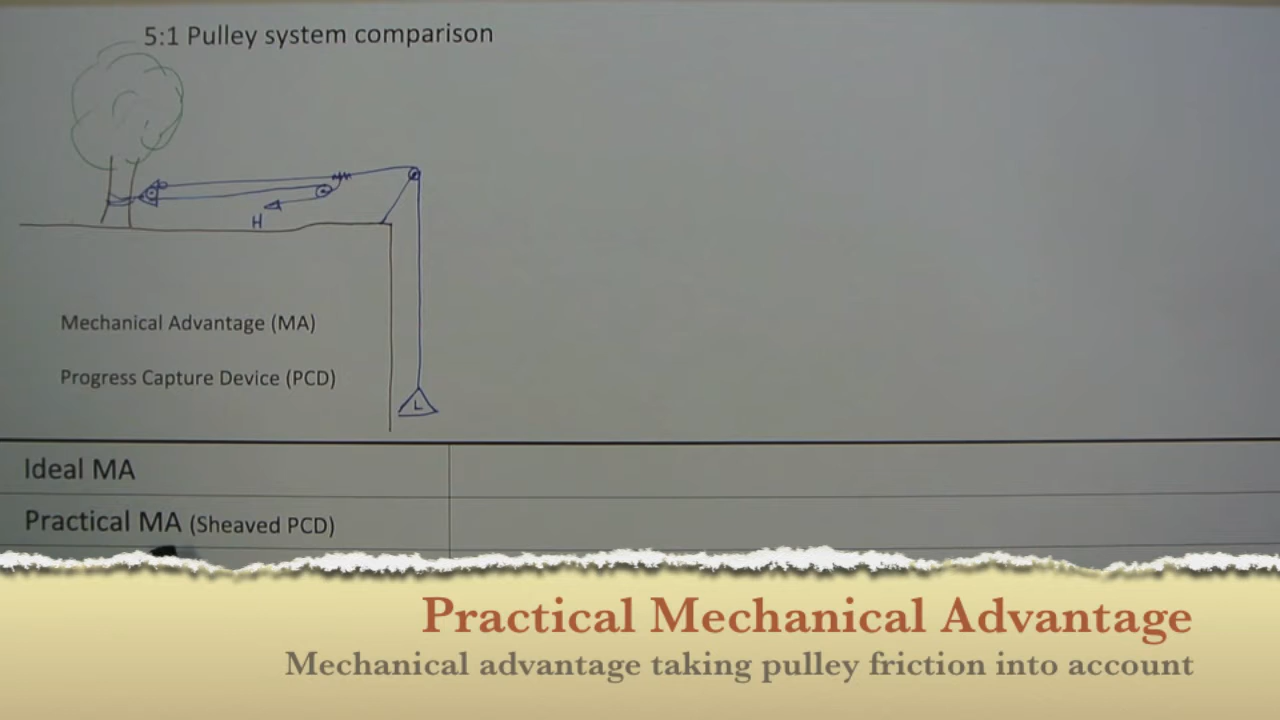 5:1 Pulley system comparison
H
Mechanical Advantage (MA)
Progress Capture Device (PCD)
L
Ideal MA
Practical MA (Sheaved PCD)
Practical Mechanical Advantage
Mechanical advantage taking pulley friction into account